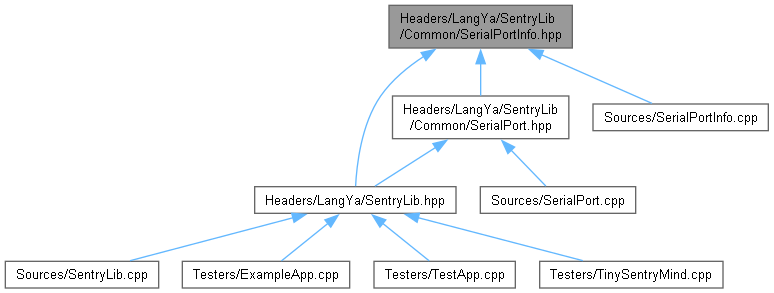 Headers/LangYa/SentryLib
/Common/SerialPortInfo.hpp
Headers/LangYa/SentryLib
/Common/SerialPort.hpp
Sources/SerialPortInfo.cpp
Headers/LangYa/SentryLib.hpp
Sources/SerialPort.cpp
Sources/SentryLib.cpp
Testers/ExampleApp.cpp
Testers/TestApp.cpp
Testers/TinySentryMind.cpp